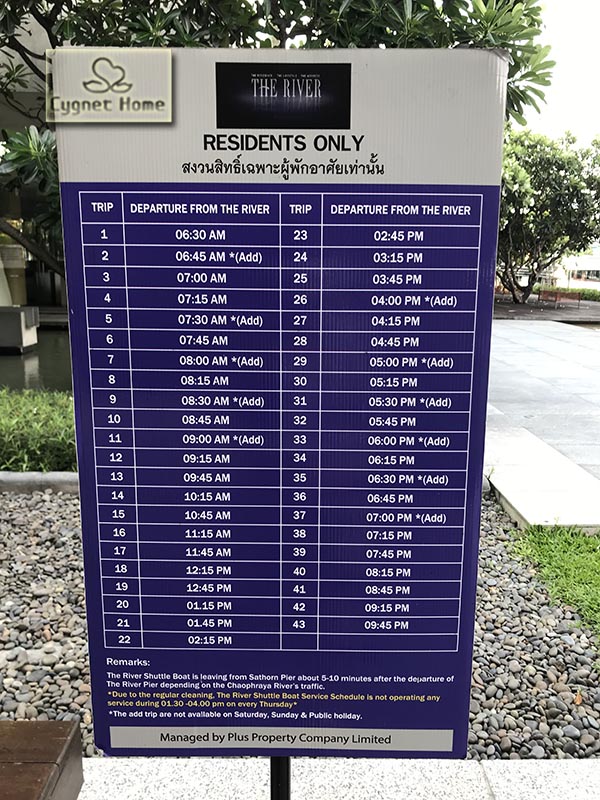 Cygnet Home
THE RIVER
RESIDENTS ONLY
สงวนสิทธิ์เฉพาะผู้พักอาศัยเท่านั้น
TRIP DEPARTURE FROM THE RIVER TRIP DEPARTURE FROM THE RIVER
1 06:30 AM 23 02:45 PM
2 06:45 AM *(Add) 24 03:15 PM
3 07:00 AM 25 03:45 PM
4 07:15 AM 26 04:00 PM *(Add)
5 07:30 AM *(Add) 27 04:15 PM
6 07:45 AM 28 04:45 PM
7 08:00 AM *(Add) 29 05:00 PM *(Add)
8 08:15 AM 30 05:15 PM
9 08:30 AM *(Add) 31 05:30 PM *(Add)
10 08:45 AM 32 05:45 PM
11 09:00 AM *(Add) 33 06:00 PM *(Add)
12 09:15 AM 34 06:15 PM
13 09:45 AM 35 06:30 PM *(Add)
14 10:15 AM 36 06:45 PM
15 10:45 AM 37 07:00 PM *(Add)
16 11:15 AM 38 07:15 PM
17 11:45 AM 39 07:45 PM
18 12:15 PM 40 08:15 PM
19 12:45 PM 41 08:45 PM
20 01.15 PM 42 09:15 PM
21 01.45 PM 43 09:45 PM
22 02:15 PM
Remarks:
The River Shuttle Boat is leaving from Sathorn Pier about 5-10 minutes after the departure of
The River Pier depending on the Chaophraya River's traffic.
*Due to the regular cleaning, The River Shuttle Boat Service Schedule is not operating any
service during 01.30 -04.00 pm on every Thursday*
*The add trip are not available on Saturday, Sunday & Public holiday.
Managed by Plus Property Company Limited